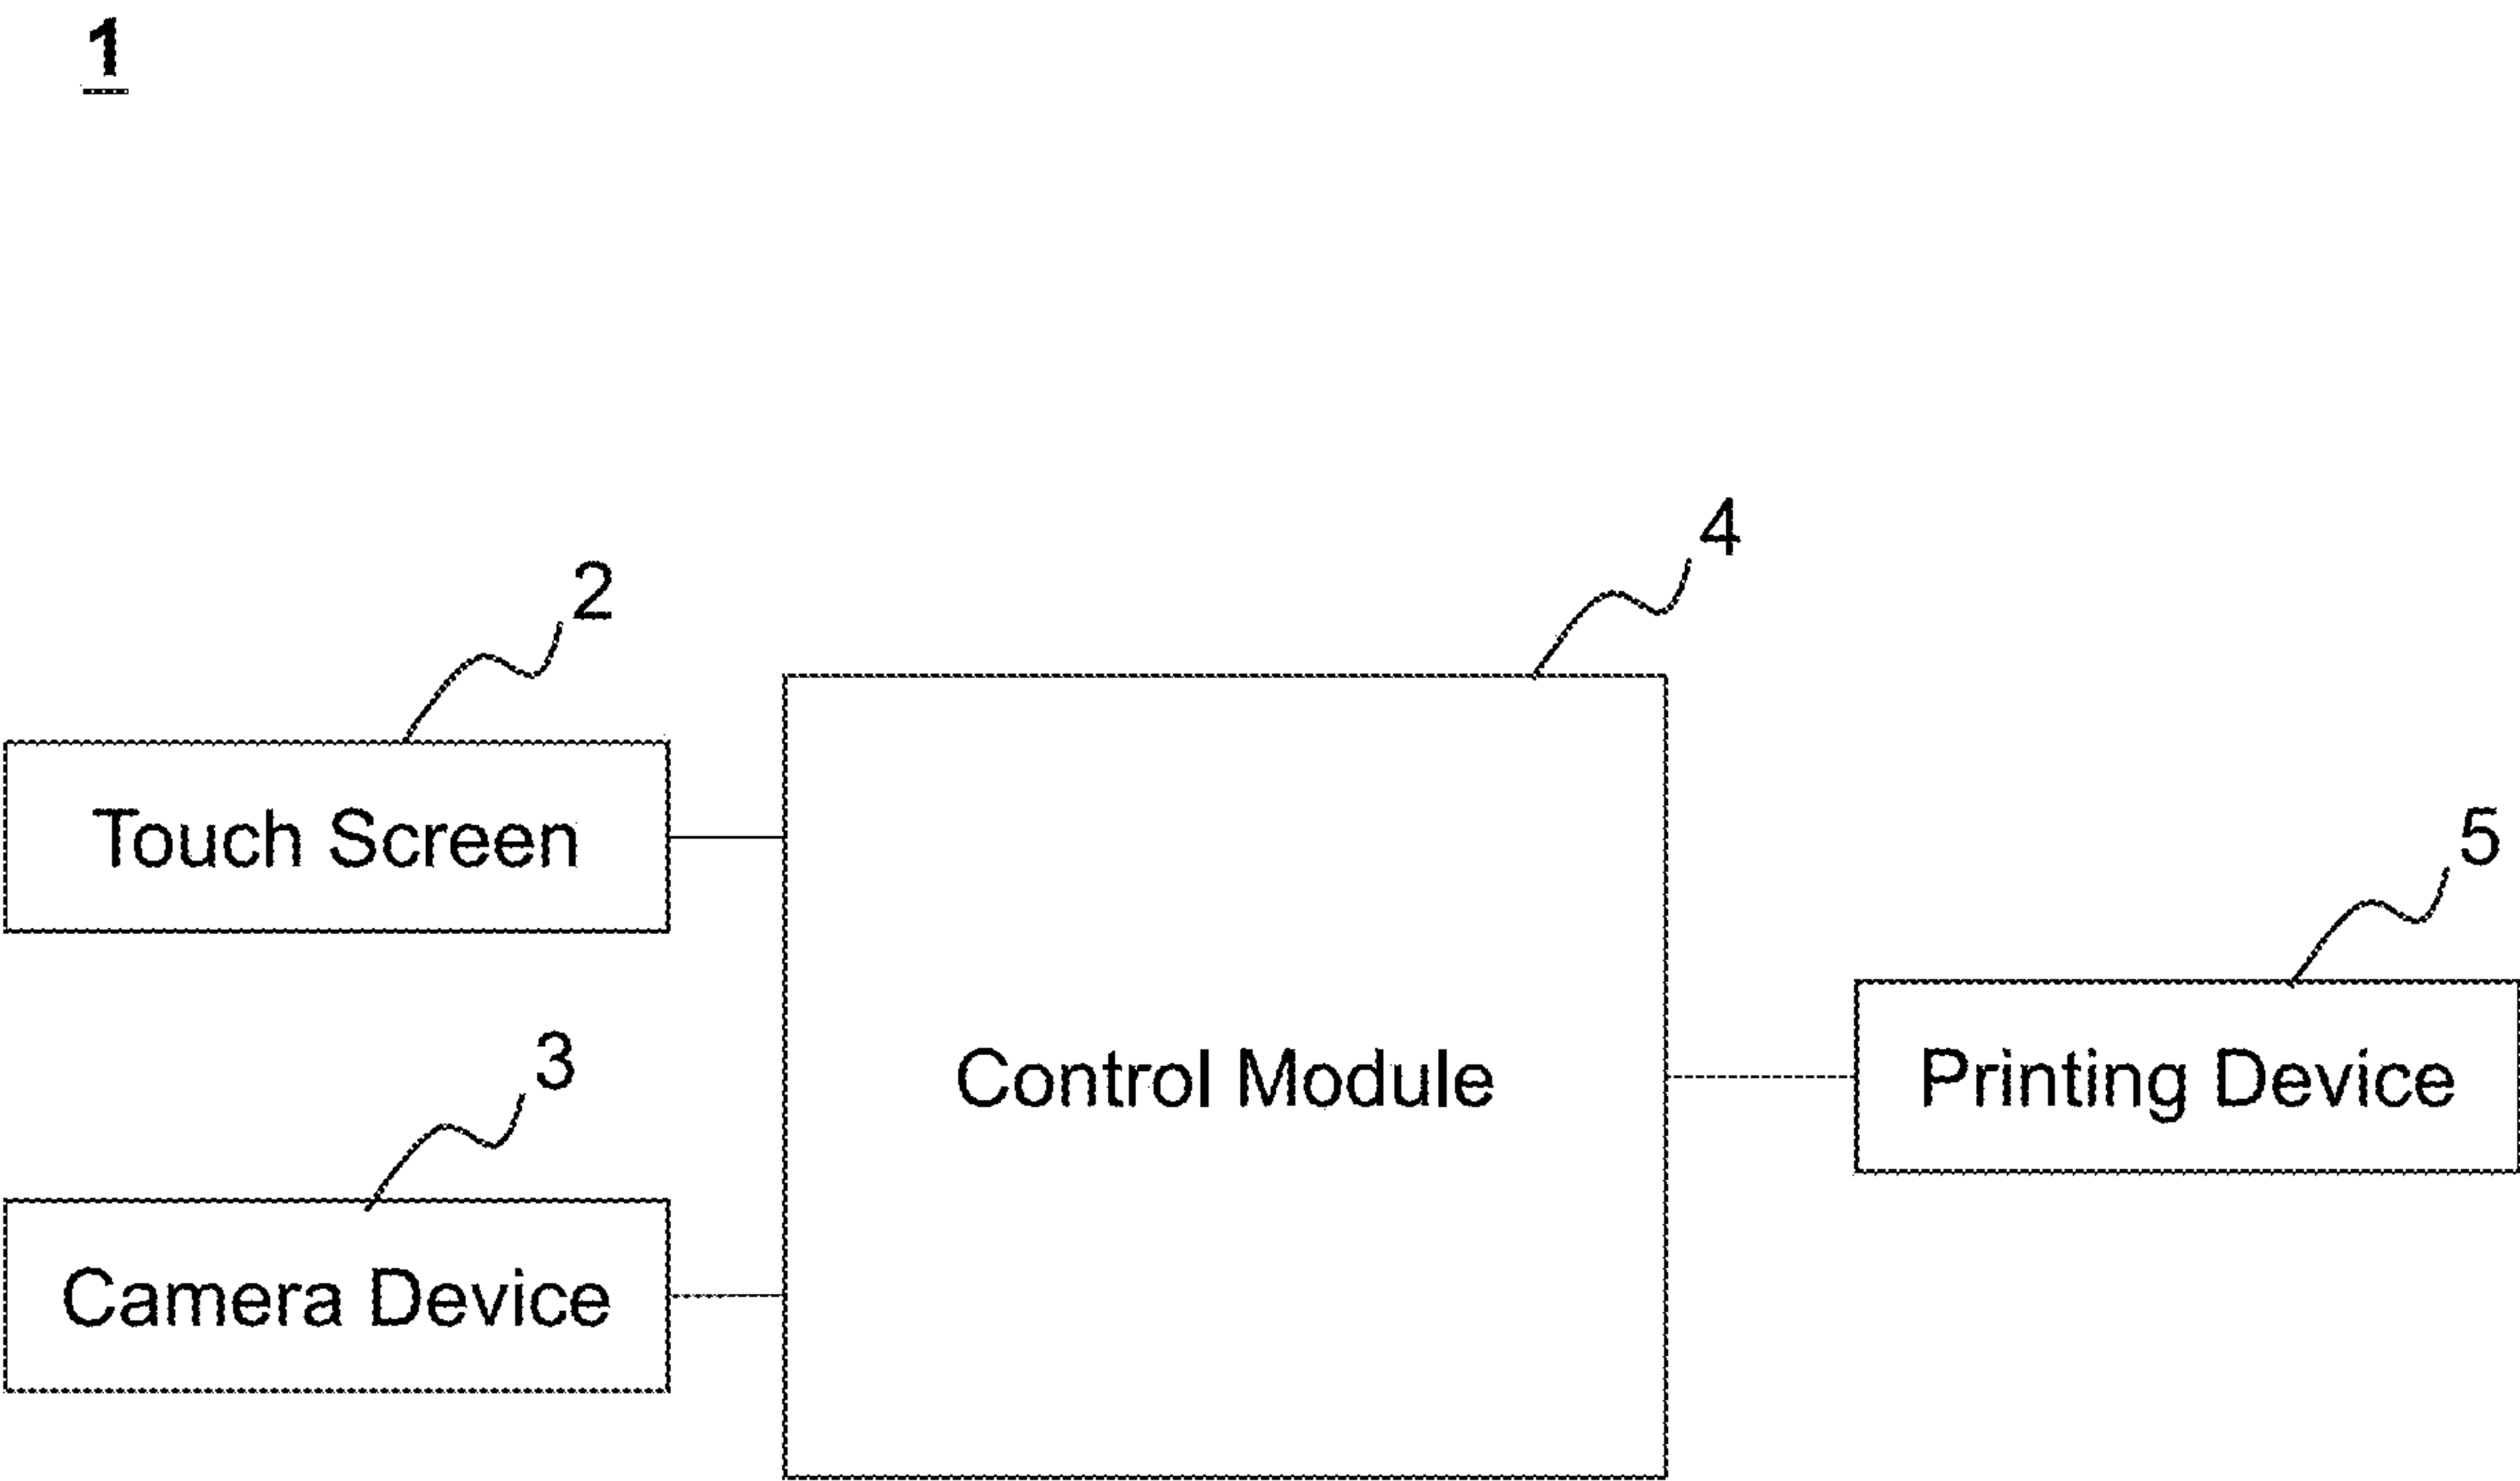 1
4
2
Touch Screen
5
3
Control Module
Printing Device
Camera Device